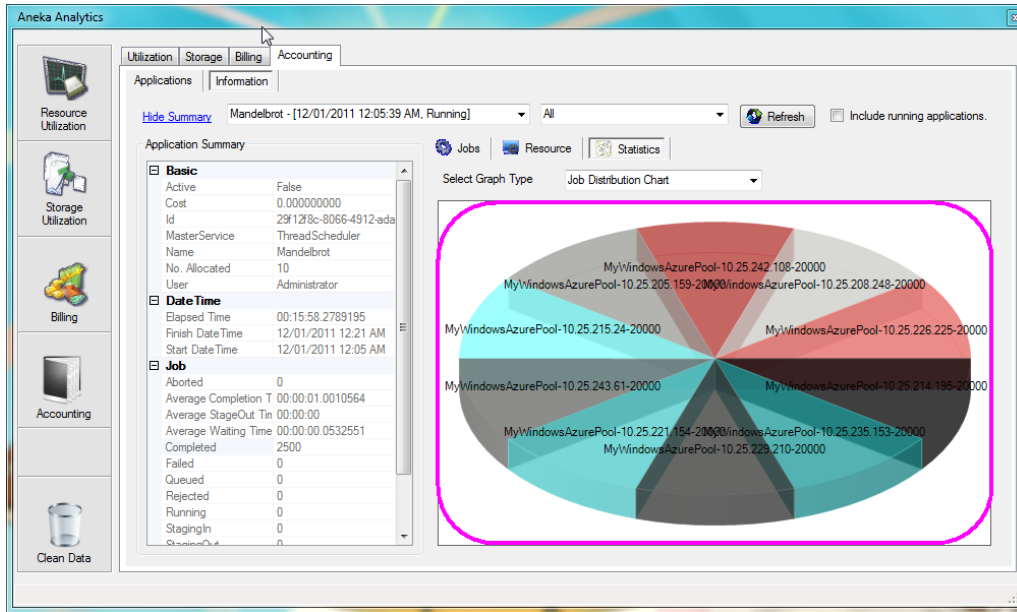 Aneka Analytics
Utilization Storage Billing Accounting
Applications Information
Hide Summary Mandelbrot - [12/01/2011 12:05:39 AM, Running] All Refresh Include running applications.
Application Summary
Jobs Resource Statistics
Select Graph Type Job Distribution Chart
Resource
Utilization
Storage
Utilization
Billing
Accounting
Clean Data
Basic
Active False
Cost 0.000000000
Id 29f12f8c-8066-4912-ada
MasterService ThreadScheduler
Name Mandelbrot
No. Allocated 10
User Administrator
DateTime
Elapsed Time 00:15:58.2789195
Finish DateTime 12/01/2011 12:21 AM
Start DateTime 12/01/2011 12:05 AM
Job
Aborted 0
Average Completion T 00:00:01.0010564
Average StageOut Tin 00:00:00
Average Waiting Time 00:00:00.0532551
Completed 2500
Failed 0
Queued 0
Rejected 0
Running 0
StagingIn 0
StagingOut 0
MyWindowsAzurePool-10.25.242.108-20000
MyWindowsAzurePool-10.25.205.159-20000
MyWindowsAzurePool-10.25.208.248-20000
MyWindowsAzurePool-10.25.215.24-20000
MyWindowsAzurePool-10.25.226.225-20000
MyWindowsAzurePool-10.25.243.61-20000
MyWindowsAzurePool-10.25.214.195-20000
MyWindowsAzurePool-10.25.221.154-20000
MyWindowsAzurePool-10.25.235.153-20000
MyWindowsAzurePool-10.25.229.210-20000